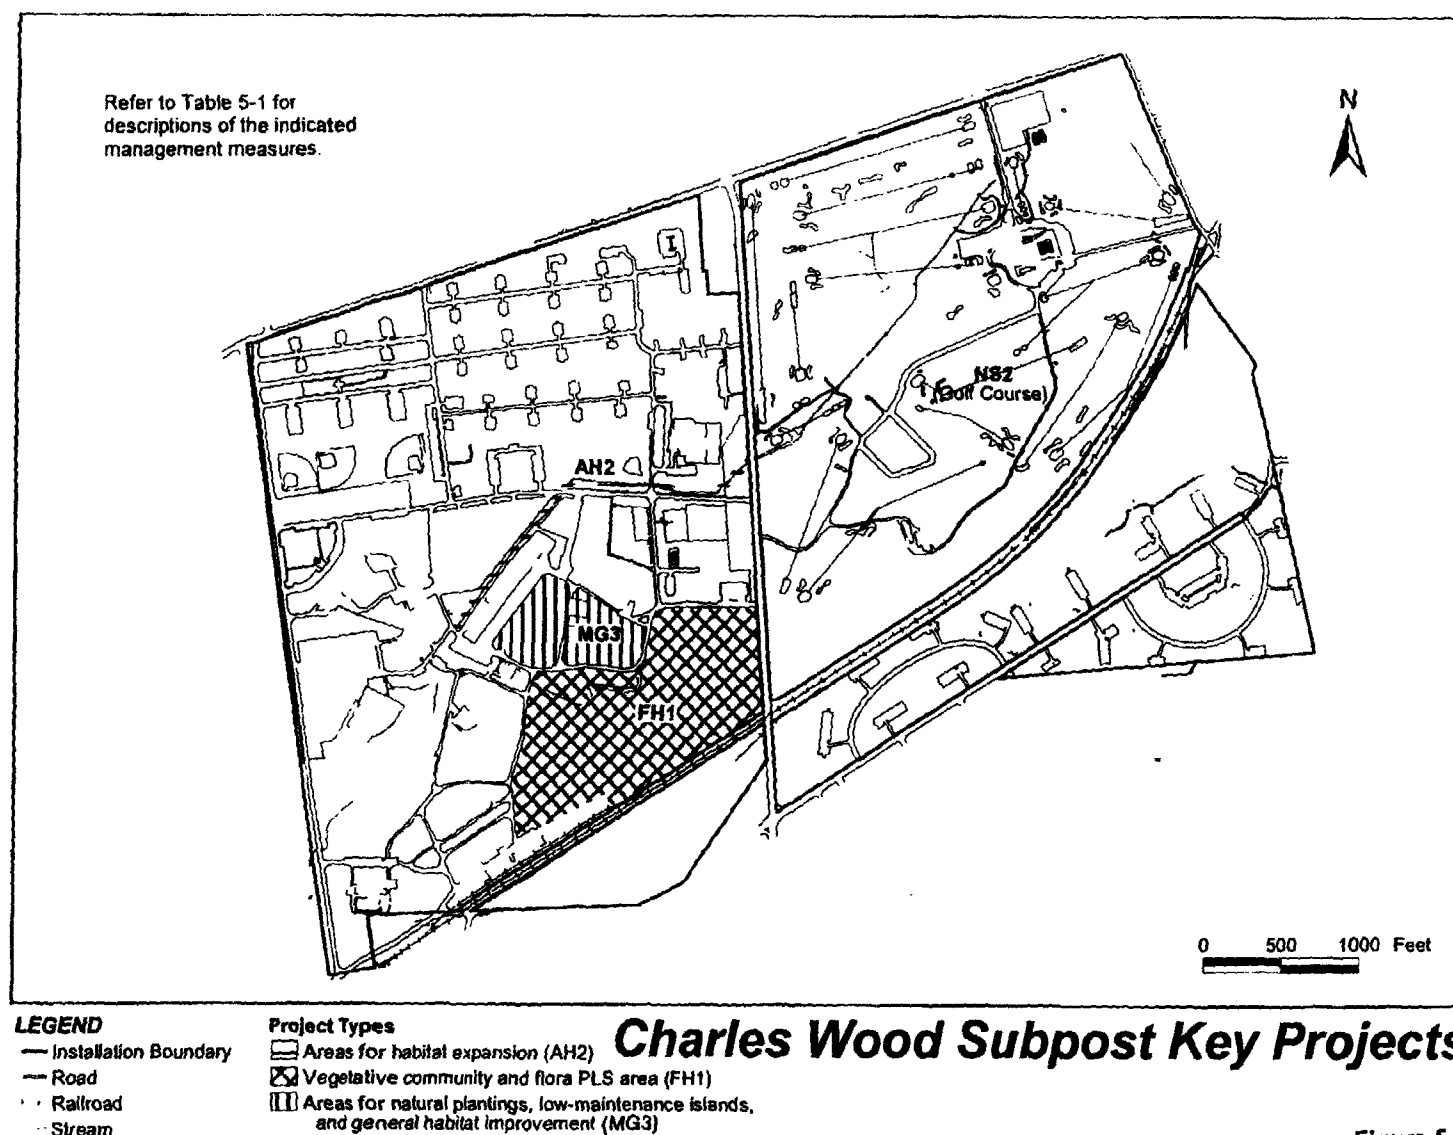 Refer to Table 5-1 for
descriptions of the indicated
management measures.
N
I
NS2
(Golf Course)
AH2
MG3
FH1
0 500 1000 Feet
LEGEND
Installation Boundary
Road
Railroad
Stream
Project Types
Areas for habitat expansion (AH2)
Vegetative community and flora PLS area (FH1)
Areas for natural plantings, low-maintenance islands,
and general habitat improvement (MG3)
Charles Wood Subpost Key Projects